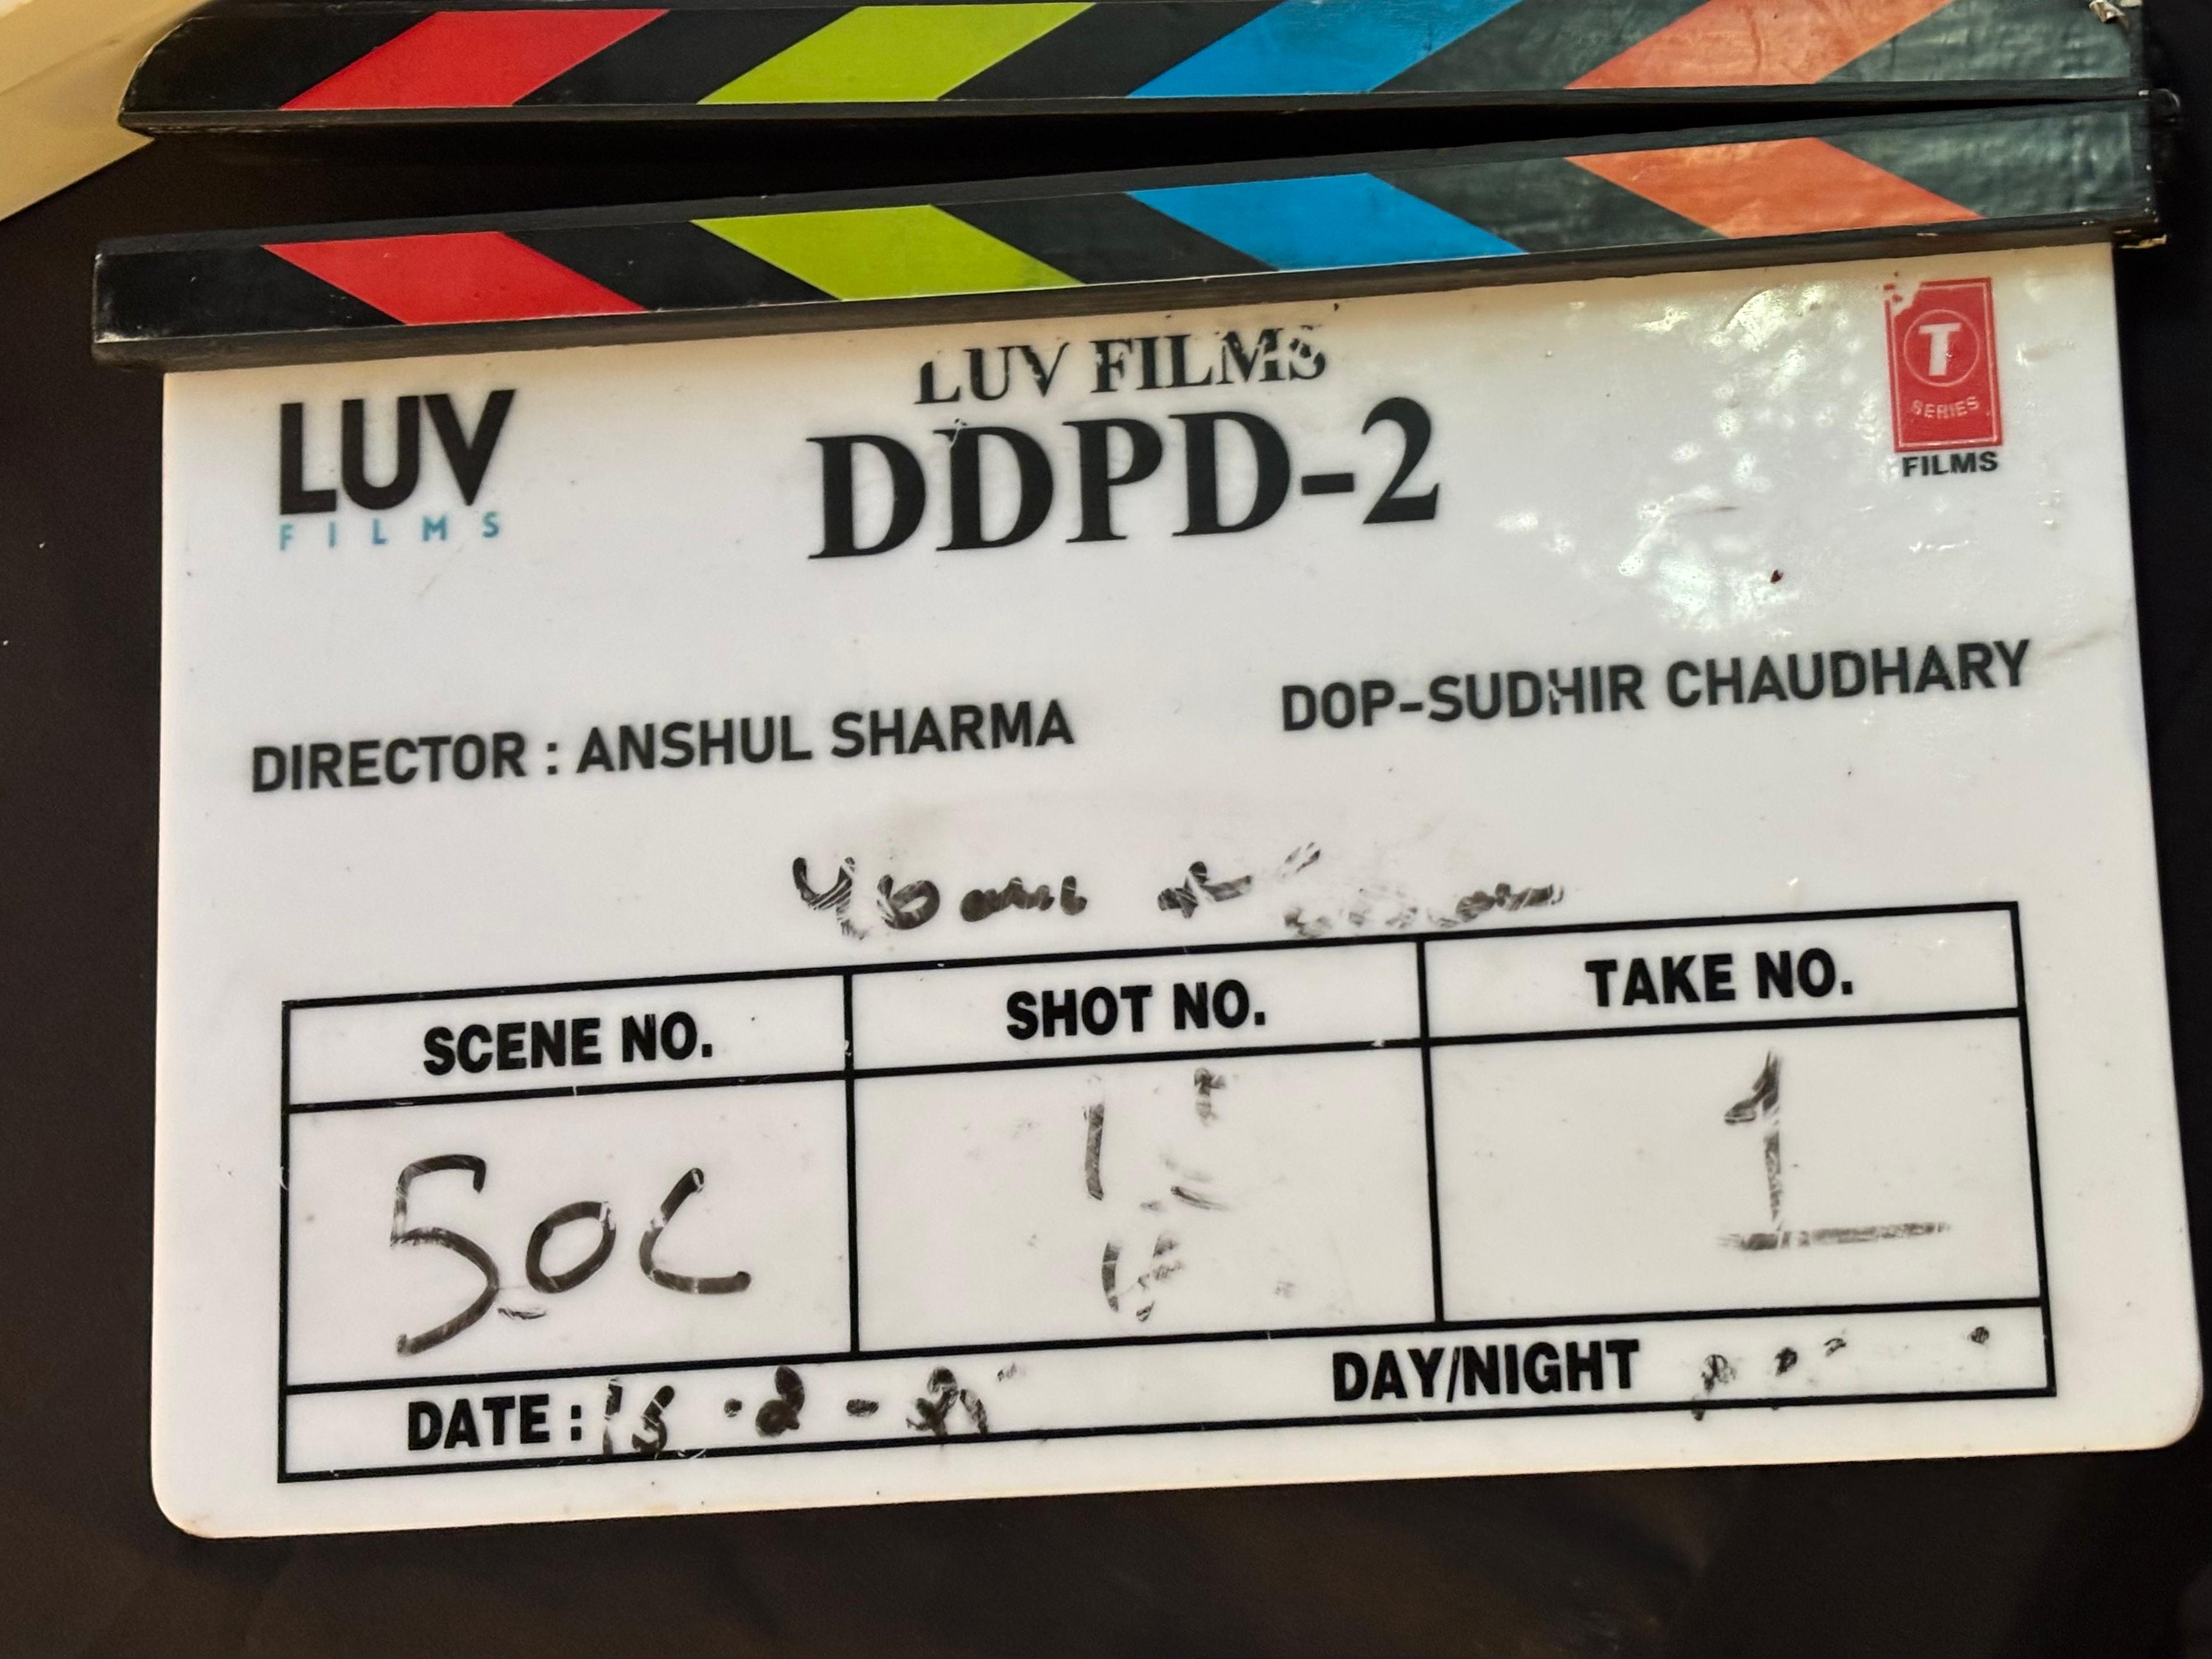 LUV FILMS
LUV
FILMS
DDPD-2
T
SERIES
FILMS
DIRECTOR : ANSHUL SHARMA
DOP-SUDHIR CHAUDHARY
SCENE NO.
SHOT NO.
TAKE NO.
50C
1
DATE :
DAY/NIGHT